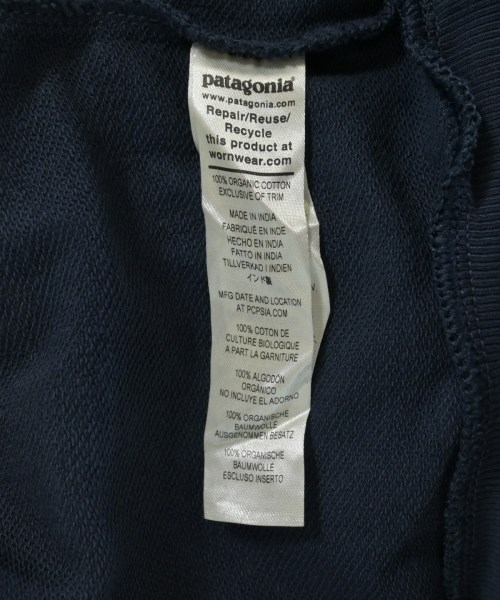 patagonia®
www.patagonia.com
Repair/Reuse/
Recycle
this product at
wornwear.com
100% ORGANIC COTTON
EXCLUSIVE OF TRIM
MADE IN INDIA
FABRIQUÉ EN INDE
HECHO EN INDIA
FATTO IN INDIA
TILLVERKAD I INDIEN
インド製
MFG DATE AND LOCATION
AT PCPSIA.COM
100% COTON DE
CULTURE BIOLOGIQUE
A PART LA GARNITURE
100% ALGODÓN
ORGÁNICO
NO INCLUYE EL ADORNO
100% ORGANISCHE
BAUMWOLLE
AUSGENOMMEN BESATZ
100% ORGANISCHE
BAUMWOLLE
ESCLUSO INSERTO